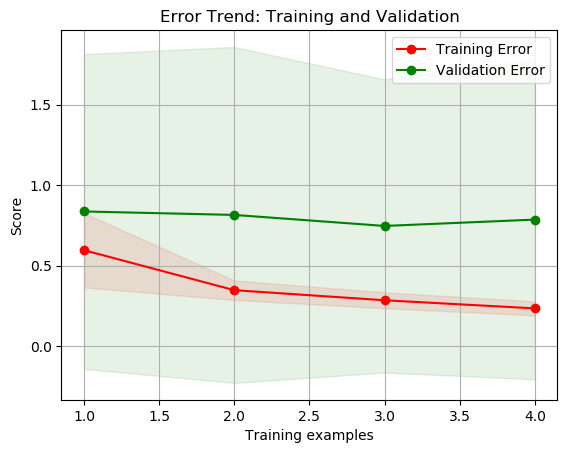 Error Trend: Training and Validation
Training Error
Validation Error
Score
1.5
1.0
0.5
0.0
1.0 1.5 2.0 2.5 3.0 3.5 4.0
Training examples